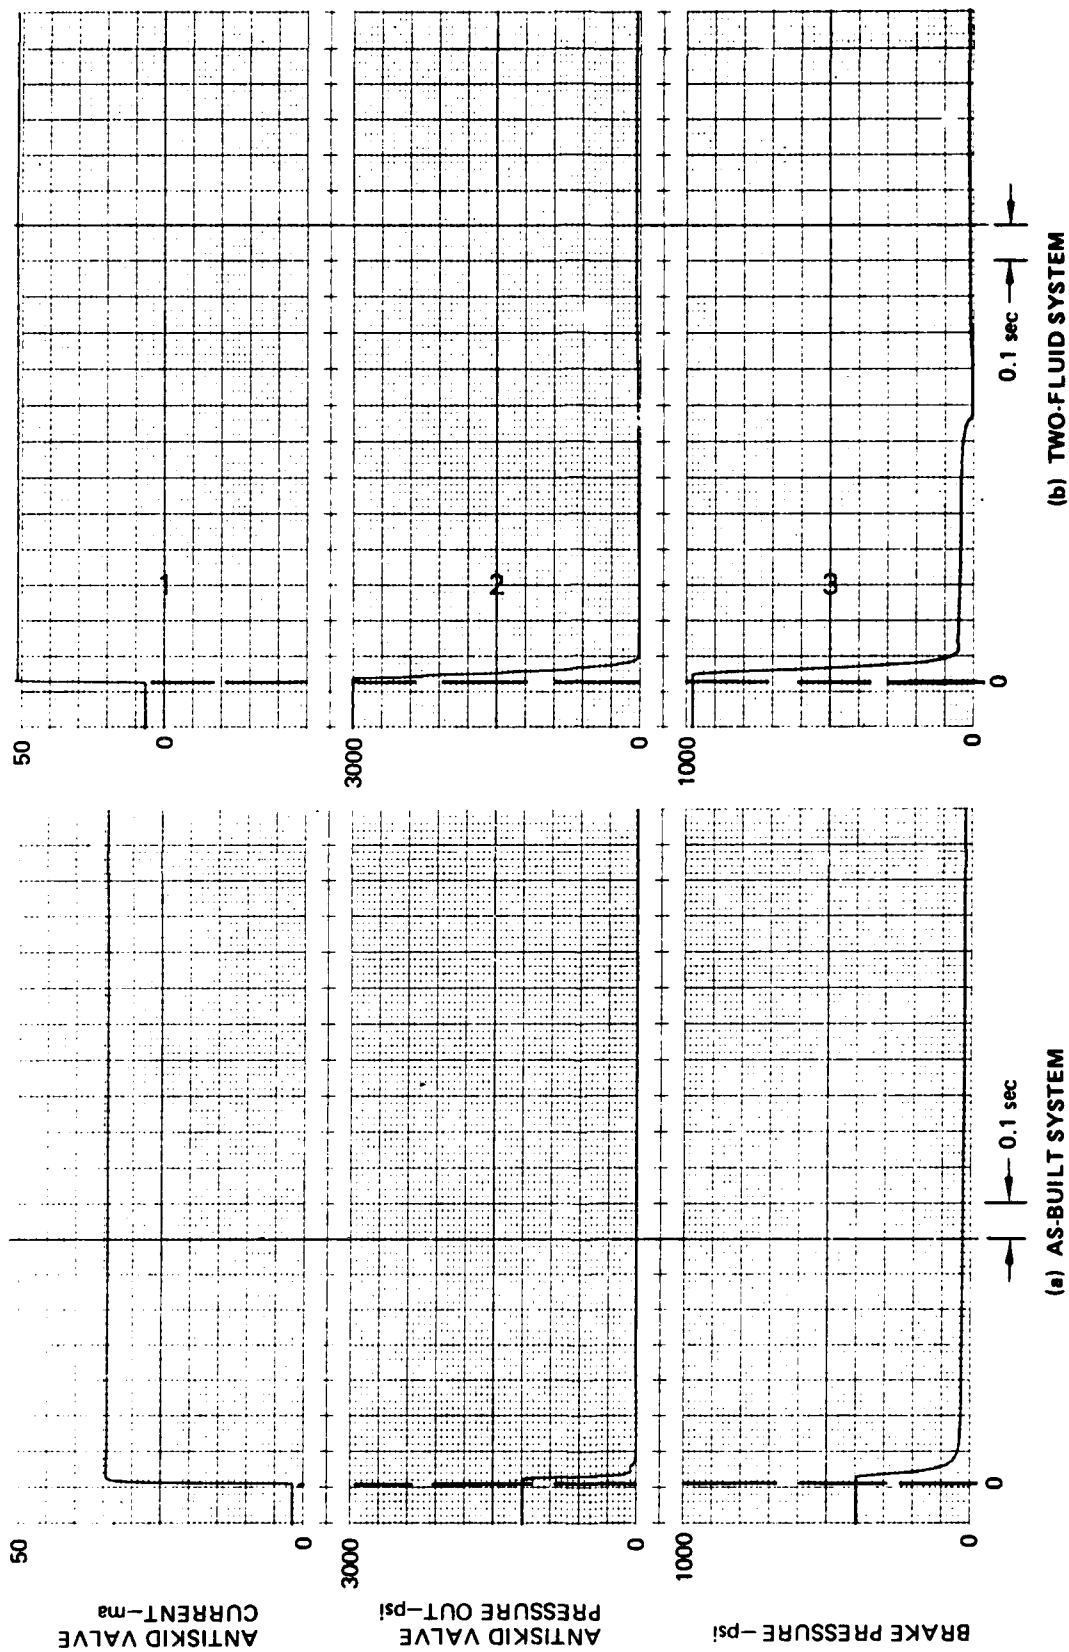 ANTISKID VALVE
CURRENT—ma
50
0
ANTISKID VALVE
PRESSURE OUT—psi
3000
0
BRAKE PRESSURE—psi
1000
0
0
0.1 sec
(a) AS-BUILT SYSTEM
50
0
1
3000
0
2
1000
0
3
0
0.1 sec
(b) TWO-FLUID SYSTEM